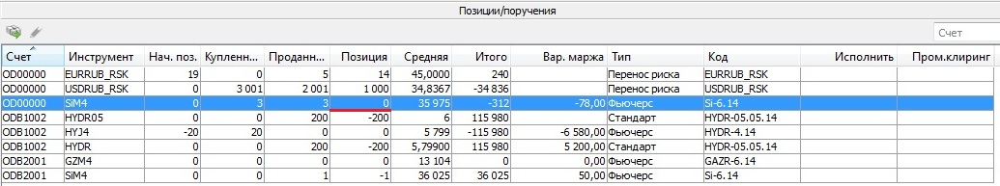 Позиции/поручения
Счет
Счет Инструмент Нач. поз. Купленн... Проданн... Позиция Средняя Итого Вар. маржа Тип Код Исполнить Пром.клиринг
OD00000 EURRUB_RSK 19 0 5 14 45,0000 240 Перенос риска EURRUB_RSK
OD00000 USDRUB_RSK 0 3 001 2 001 1 000 34,8367 -34 836 Перенос риска USDRUB_RSK
OD00000 SiM4 0 3 3 0 35 975 -312 -78,00 Фьючерс Si-6.14
ODB1002 HYDR05 0 0 200 -200 6 115 980 Стандарт HYDR-05.05.14
ODB1002 HYJ4 -20 20 0 0 5 799 -115 980 -6 580,00 Фьючерс HYDR-4.14
ODB1002 HYDR 0 0 200 -200 5,79900 115 980 5 200,00 Стандарт HYDR-05.05.14
ODB2001 GZM4 0 0 0 0 13 104 0 0,00 Фьючерс GAZR-6.14
ODB2001 SiM4 0 0 1 -1 36 025 36 025 50,00 Фьючерс Si-6.14